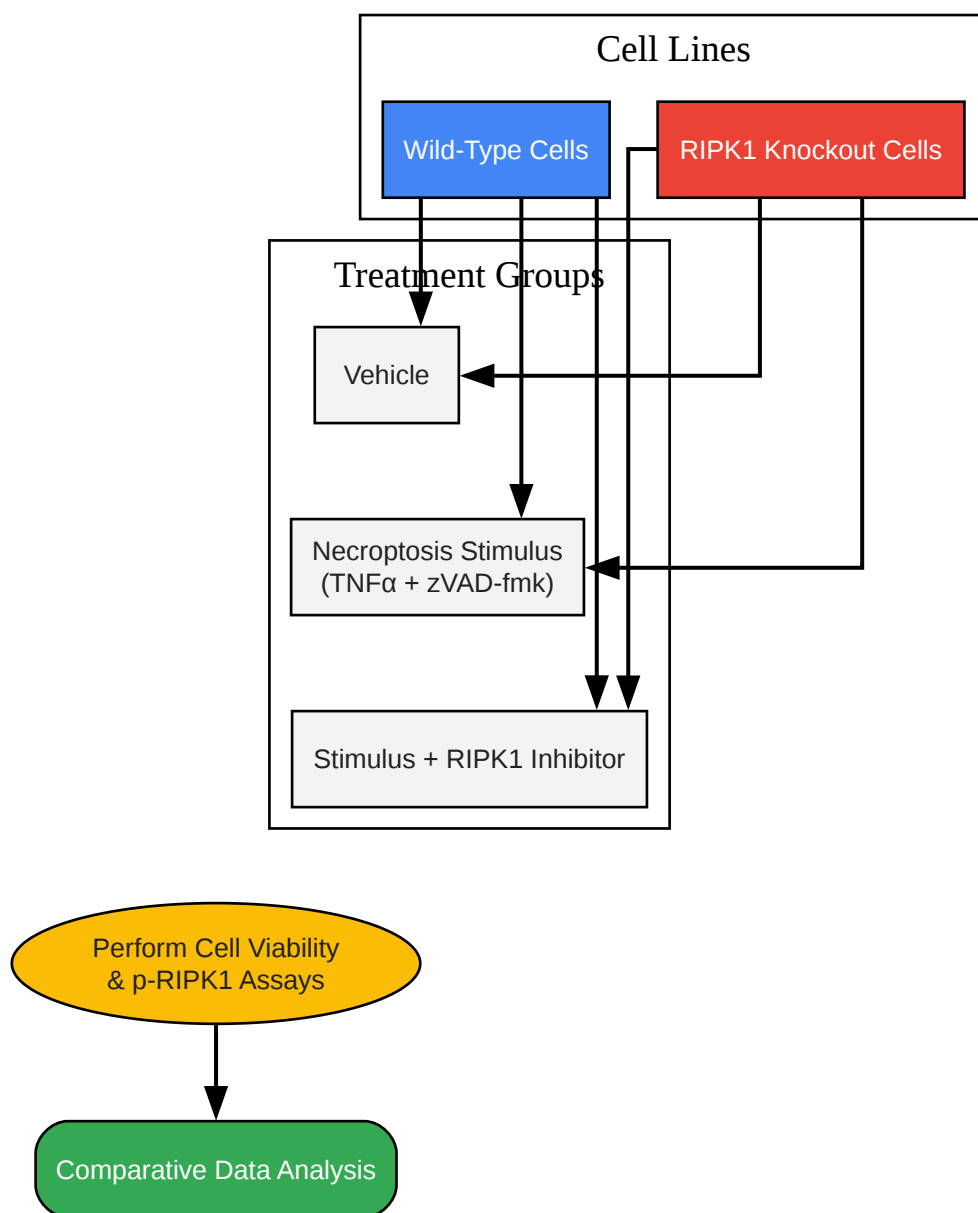 Cell Lines
Wild-Type Cells
RIPK1 Knockout Cells
Treatment Groups
Vehicle
Necroptosis Stimulus
(TNFα + zVAD-fmk)
Stimulus + RIPK1 Inhibitor
Perform Cell Viability
& p-RIPK1 Assays
Comparative Data Analysis